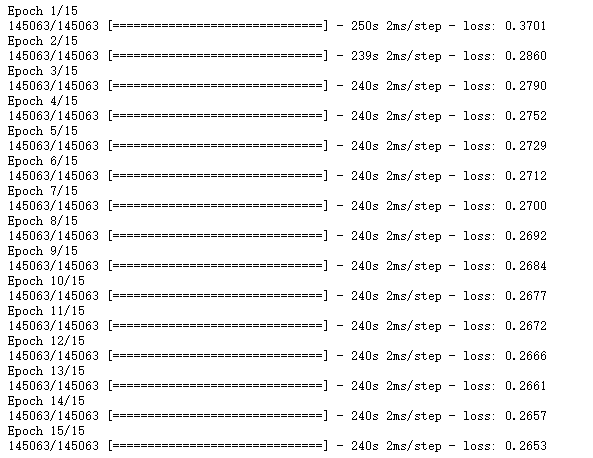 Epoch 1/15
145063/145063 [==============================] - 250s 2ms/step - loss: 0.3701
Epoch 2/15
145063/145063 [==============================] - 239s 2ms/step - loss: 0.2860
Epoch 3/15
145063/145063 [==============================] - 240s 2ms/step - loss: 0.2790
Epoch 4/15
145063/145063 [==============================] - 240s 2ms/step - loss: 0.2752
Epoch 5/15
145063/145063 [==============================] - 240s 2ms/step - loss: 0.2729
Epoch 6/15
145063/145063 [==============================] - 240s 2ms/step - loss: 0.2712
Epoch 7/15
145063/145063 [==============================] - 240s 2ms/step - loss: 0.2700
Epoch 8/15
145063/145063 [==============================] - 240s 2ms/step - loss: 0.2692
Epoch 9/15
145063/145063 [==============================] - 240s 2ms/step - loss: 0.2684
Epoch 10/15
145063/145063 [==============================] - 240s 2ms/step - loss: 0.2677
Epoch 11/15
145063/145063 [==============================] - 240s 2ms/step - loss: 0.2672
Epoch 12/15
145063/145063 [==============================] - 240s 2ms/step - loss: 0.2666
Epoch 13/15
145063/145063 [==============================] - 240s 2ms/step - loss: 0.2661
Epoch 14/15
145063/145063 [==============================] - 240s 2ms/step - loss: 0.2657
Epoch 15/15
145063/145063 [==============================] - 240s 2ms/step - loss: 0.2653